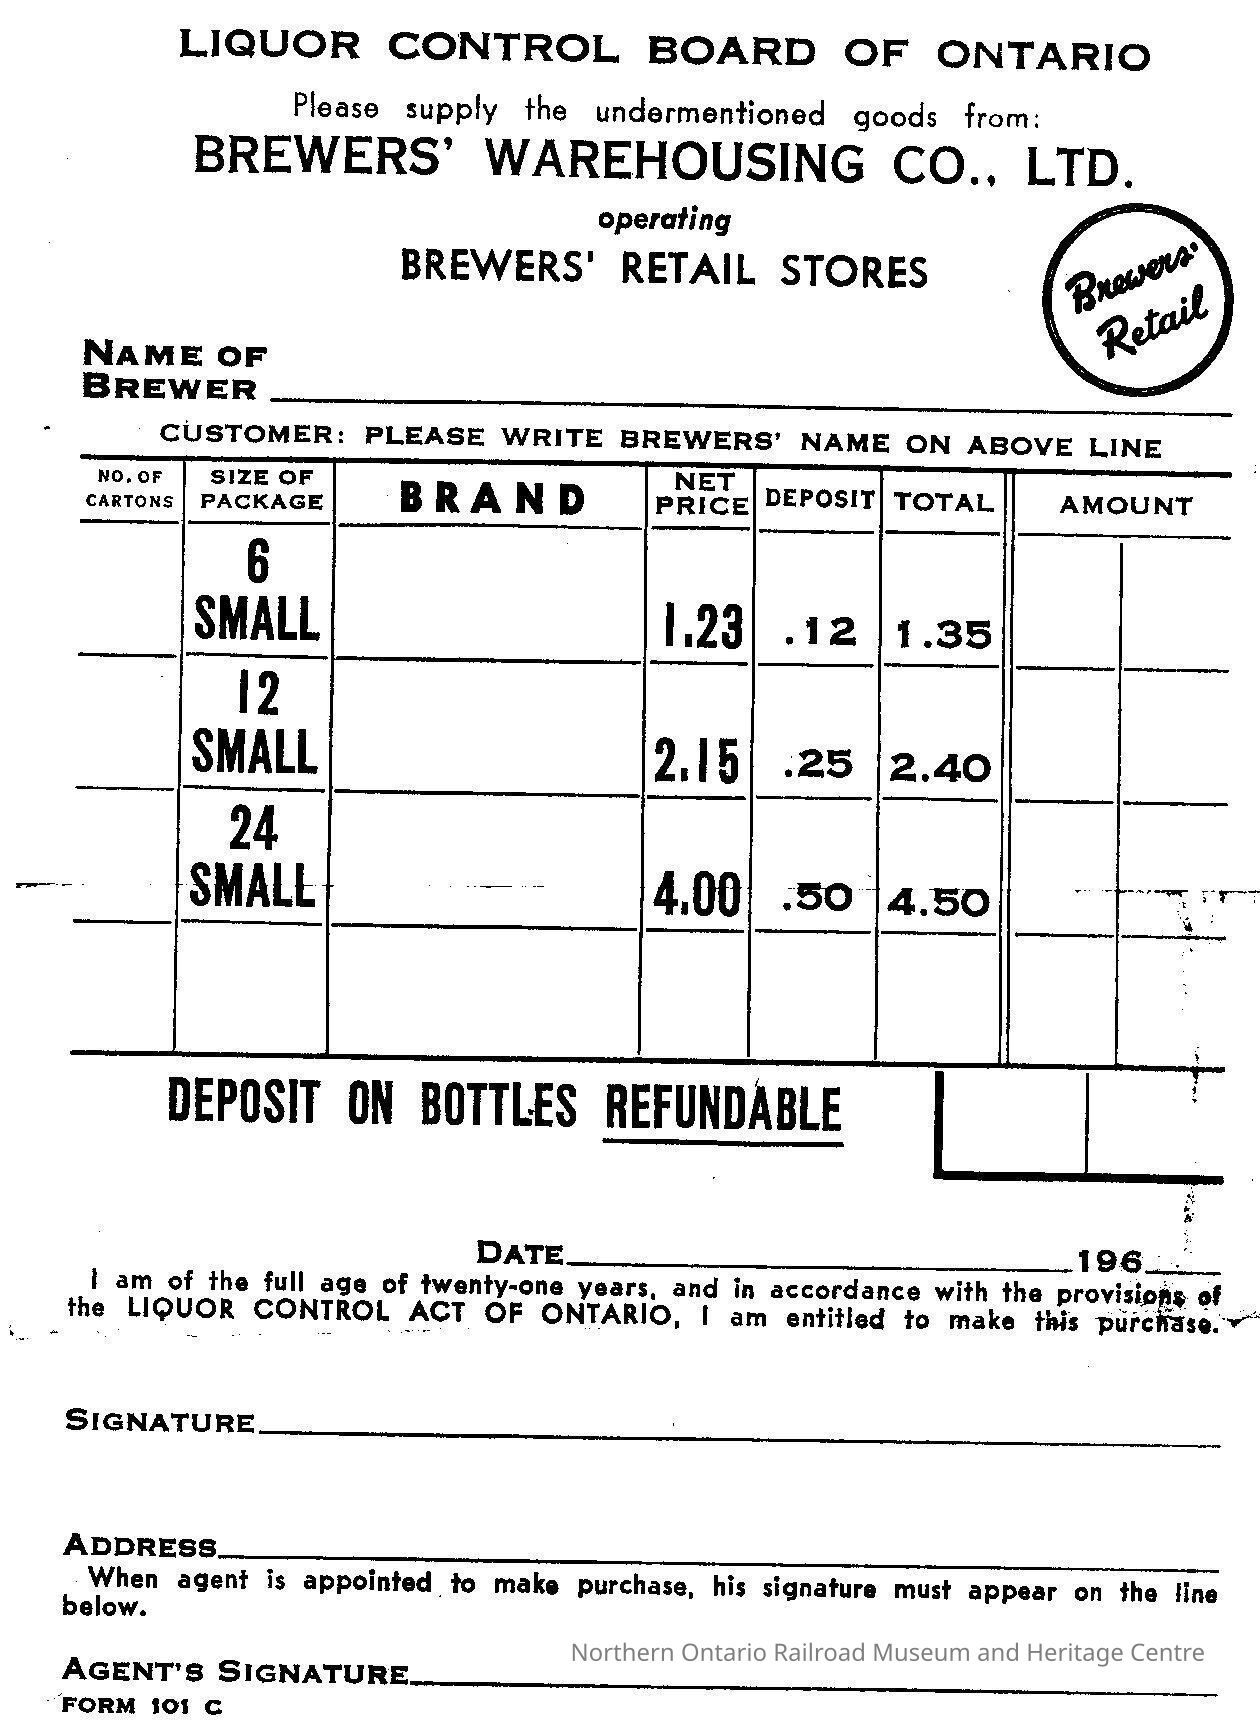 LIQUOR CONTROL BOARD OF ONTARIO
Please supply the undermentioned goods from:
BREWERS' WAREHOUSING CO., LTD.
operating
BREWERS' RETAIL STORES
Brewers'
Retail
NAME OF
BREWER
CUSTOMER: PLEASE WRITE BREWERS' NAME ON ABOVE LINE
NO. OF CARTONS SIZE OF PACKAGE BRAND NET PRICE DEPOSIT TOTAL AMOUNT
6
SMALL 1.23 .12 1.35
12
SMALL 2.15 .25 2.40
24
SMALL 4.00 .50 4.50
DEPOSIT ON BOTTLES REFUNDABLE
DATE 196
I am of the full age of twenty-one years, and in accordance with the provisions of
the LIQUOR CONTROL ACT OF ONTARIO, I am entitled to make this purchase.
SIGNATURE
ADDRESS
When agent is appointed to make purchase, his signature must appear on the line
below.
Northern Ontario Railroad Museum and Heritage Centre
AGENT'S SIGNATURE
FORM 101 C